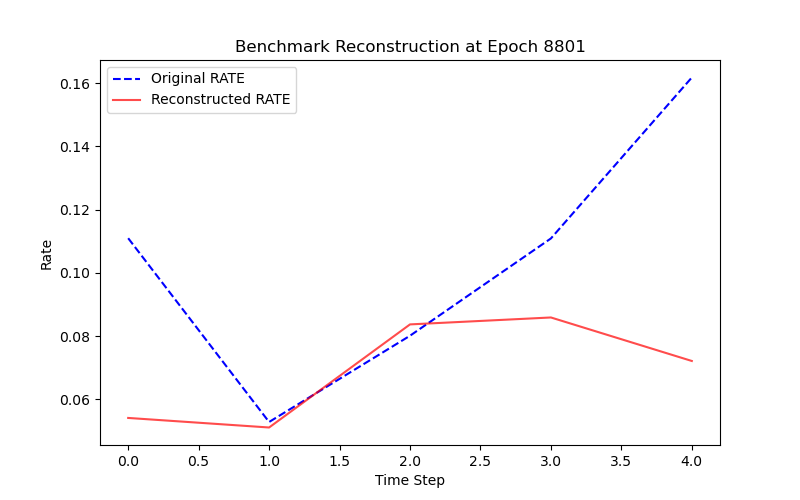 Benchmark Reconstruction at Epoch 8801
Original RATE
Reconstructed RATE
0.16
0.14
0.12
0.10
0.08
0.06
Rate
0.0 0.5 1.0 1.5 2.0 2.5 3.0 3.5 4.0
Time Step